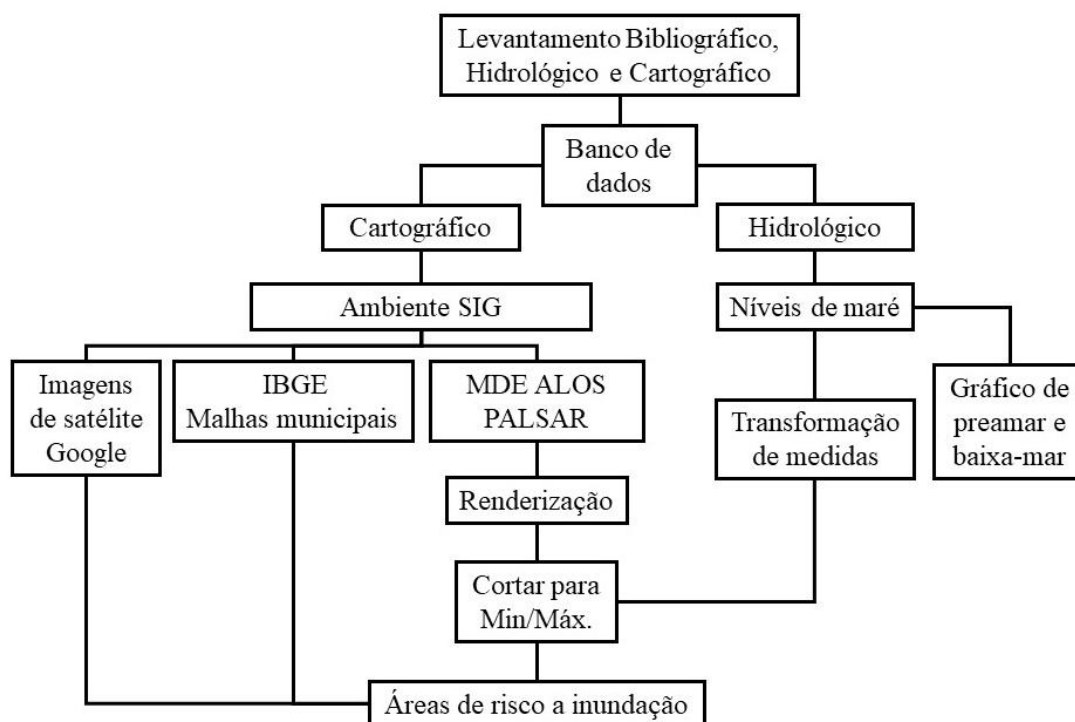 Levantamento Bibliográfico,
Hidrológico e Cartográfico
Banco de
dados
Cartográfico
Hidrológico
Ambiente SIG
Níveis de maré
Imagens
de satélite
Google
IBGE
Malhas municipais
MDE ALOS
PALSAR
Transformação
de medidas
Gráfico de
preamar e
baixa-mar
Renderização
Cortar para
Min/Máx.
Áreas de risco a inundação